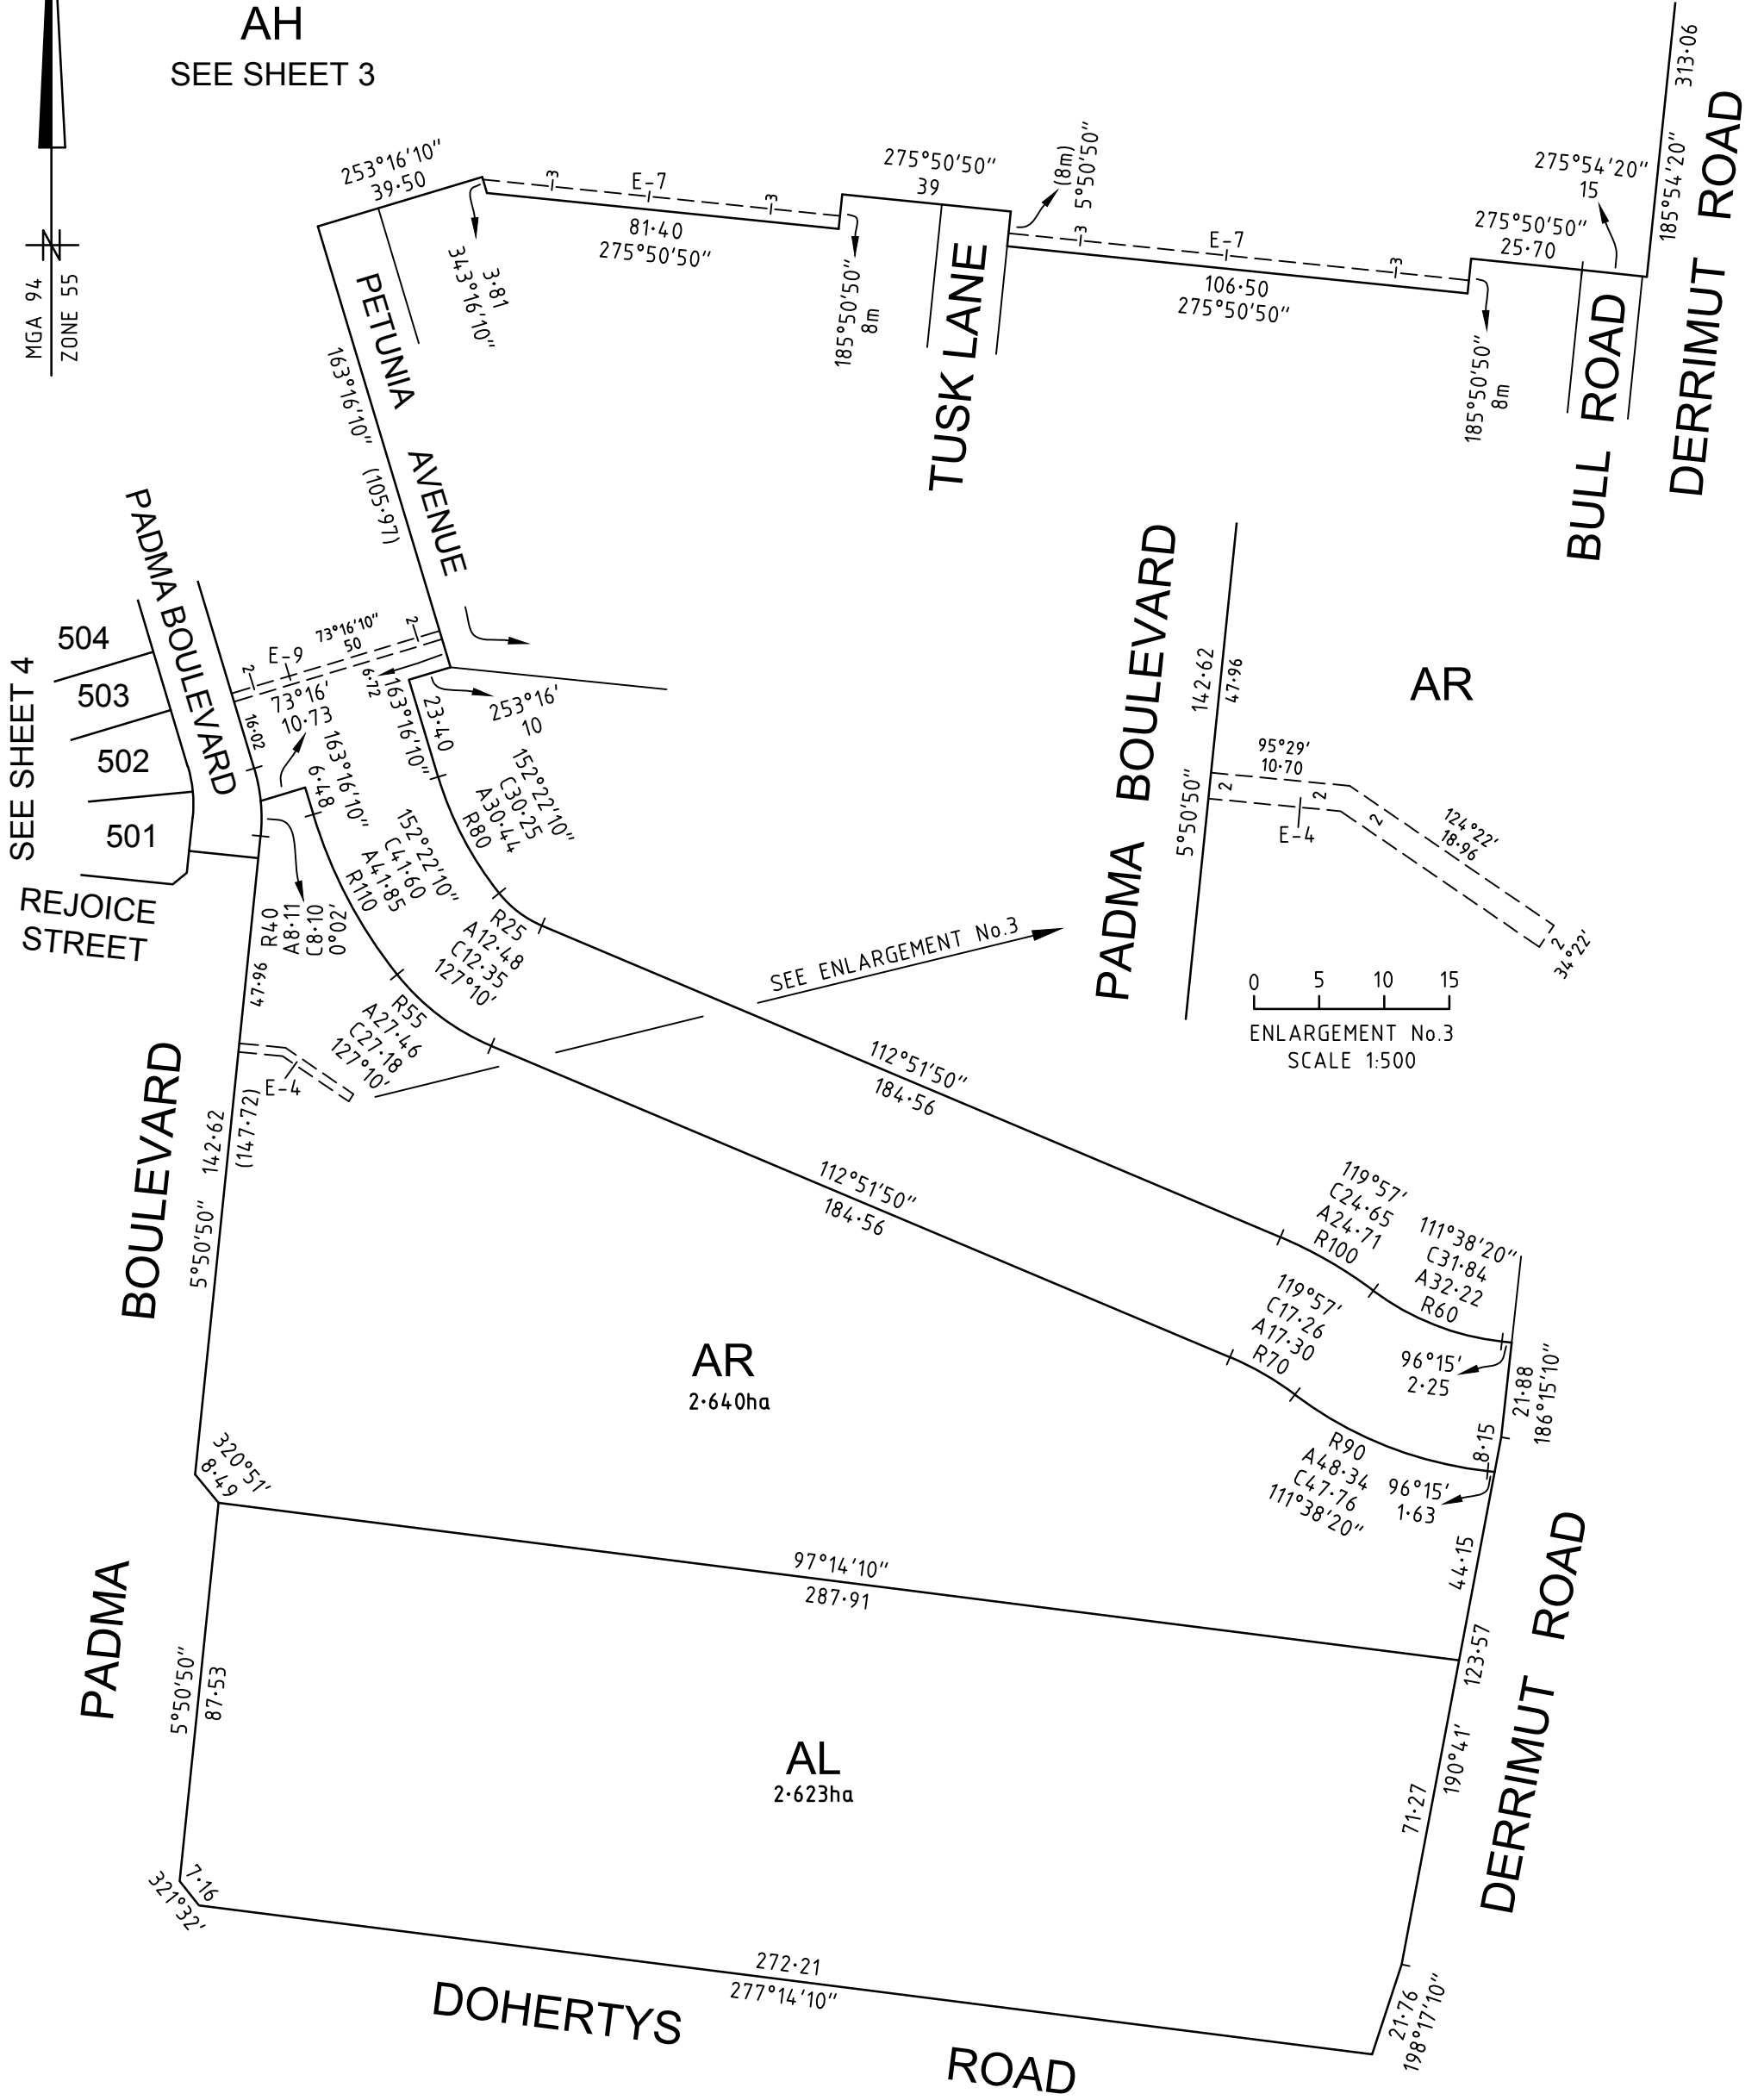 AH
SEE SHEET 3
MGA 94
ZONE 55
N
253°16'10"
39·50
3
E-7
3
81·40
275°50'50"
3·81
343°16'10"
185°50'50"
8m
275°50'50"
39
(8m)
5°50'50"
TUSK LANE
3
E-7
3
106·50
275°50'50"
185°50'50"
8m
275°50'50"
25·70
275°54'20"
15
313·06
185°54'20"
DERRIMUT ROAD
BULL ROAD
PETUNIA AVENUE
163°16'10" (105·97)
PADMA BOULEVARD
504
503
502
501
SEE SHEET 4
REJOICE
STREET
2
E-9
73°16'10"
50
2
6·72
163°16'10"
23·40
253°16'
10
16·02
73°16'
10·73
163°16'10"
6·48
152°22'10"
C30·25
A30·44
R80
152°22'10"
C41·60
A41·85
R110
R40
A8·11
C8·10
0°02'
R25
A12·48
C12·35
127°10'
R55
A27·46
C27·18
127°10'
47·96
E-4
142·62
(147·72)
5°50'50"
BOULEVARD
SEE ENLARGEMENT No.3
PADMA BOULEVARD
142·62
47·96
5°50'50"
AR
95°29'
10·70
2
2
E-4
2
124°22'
18·96
2
34°22'
0 5 10 15
ENLARGEMENT No.3
SCALE 1:500
112°51'50"
184·56
112°51'50"
184·56
119°57'
C24·65
A24·71
R100
111°38'20"
C31·84
A32·22
R60
119°57'
C17·26
A17·30
R70
96°15'
2·25
21·88
186°15'10"
8·15
R90
A48·34
C47·76
111°38'20"
96°15'
1·63
AR
2·640ha
320°51'
8·49
97°14'10"
287·91
44·15
123·57
190°41'
71·27
DERRIMUT ROAD
PADMA
5°50'50"
87·53
AL
2·623ha
7·16
321°32'
272·21
277°14'10"
21·76
198°17'10"
DOHERTYS ROAD